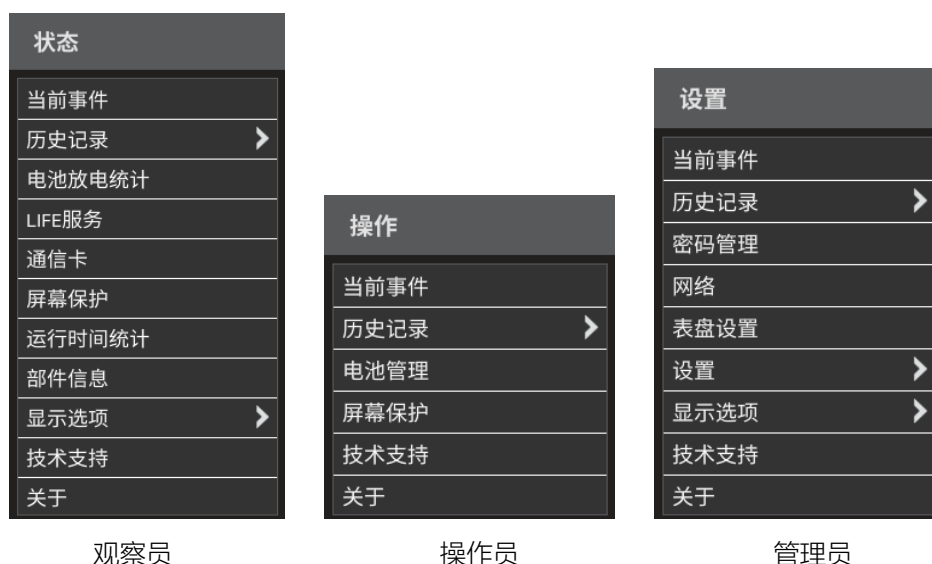 状态
当前事件
历史记录
电池放电统计
LIFE服务
通信卡
屏幕保护
运行时间统计
部件信息
显示选项
技术支持
关于
观察员
操作
当前事件
历史记录
电池管理
屏幕保护
技术支持
关于
操作员
设置
当前事件
历史记录
密码管理
网络
表盘设置
设置
显示选项
技术支持
关于
管理员